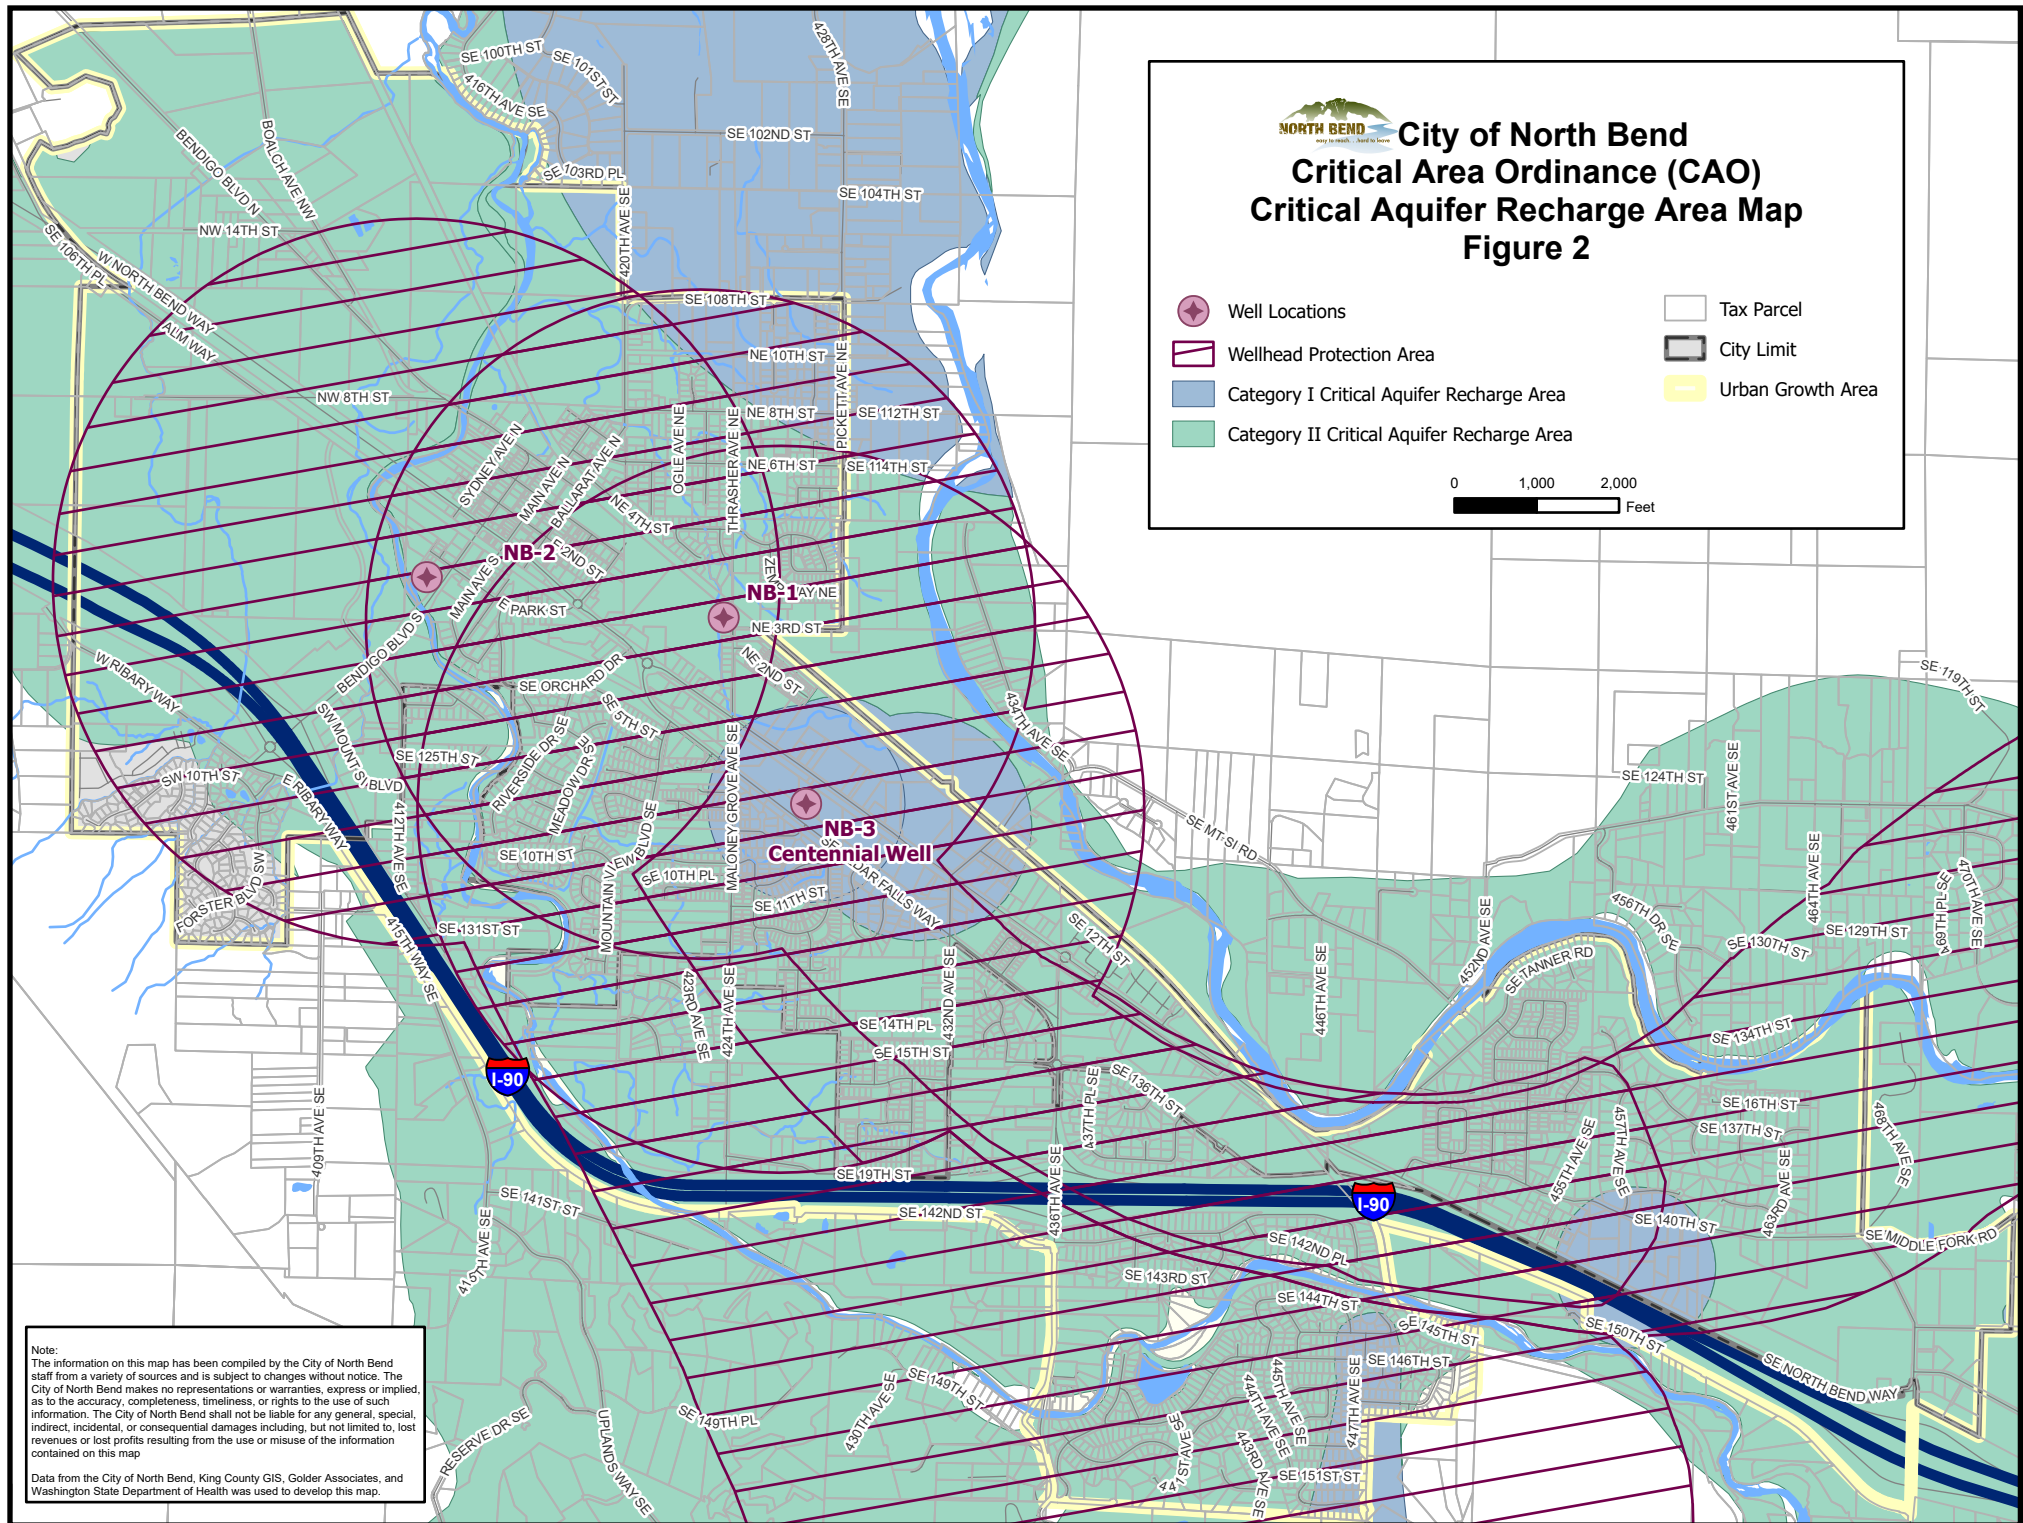 NORTH BEND
easy to reach . . . hard to leave
City of North Bend
Critical Area Ordinance (CAO)
Critical Aquifer Recharge Area Map
Figure 2
Well Locations
Wellhead Protection Area
Category I Critical Aquifer Recharge Area
Category II Critical Aquifer Recharge Area
Tax Parcel
City Limit
Urban Growth Area
0 1,000 2,000
Feet
SE 100TH ST
SE 101ST ST
428TH AVE SE
416TH AVE SE
SE 102ND ST
BENDIGO BLVD N
BOALCH AVE NW
SE 103RD PL
SE 104TH ST
NW 14TH ST
SE 106TH PL
W NORTH BEND WAY
420TH AVE SE
ALM WAY
SE 108TH ST
NE 10TH ST
PICKETT AVE NE
NW 8TH ST
OGLE AVE NE
THRASHER AVE NE
NE 8TH ST
SE 112TH ST
SYDNEY AVE N
MAIN AVE N
BALLARAT AVE N
NE 6TH ST
SE 114TH ST
NE 4TH ST
NB-2
E 2ND ST
MAIN AVE S
NB-1
E PARK ST
NE 3RD ST
BENDIGO BLVD S
W RIBARY WAY
NE 2ND ST
SE ORCHARD DR
SE 5TH ST
434TH AVE SE
SE 119TH ST
SW MOUNT SI BLVD
SE 125TH ST
RIVERSIDE DR SE
MEADOW DR SE
MALONEY GROVE AVE SE
SW 10TH ST
E RIBARY WAY
412TH AVE SE
SE 124TH ST
461ST AVE SE
NB-3
Centennial Well
SE MT SI RD
SE 10TH ST
MOUNTAIN VIEW BLVD SE
SE 10TH PL
SE CEDAR FALLS WAY
SE 11TH ST
FORSTER BLVD SW
SE 131ST ST
415TH WAY SE
SE 12TH ST
464TH AVE SE
470TH AVE SE
469TH PL SE
456TH DR SE
SE 129TH ST
SE 130TH ST
452ND AVE SE
SE TANNER RD
446TH AVE SE
423RD AVE SE
424TH AVE SE
432ND AVE SE
SE 14TH PL
SE 15TH ST
SE 134TH ST
I-90
409TH AVE SE
437TH PL SE
SE 136TH ST
SE 16TH ST
SE 137TH ST
457TH AVE SE
455TH AVE SE
463RD AVE SE
468TH AVE SE
SE 19TH ST
436TH AVE SE
I-90
SE 141ST ST
SE 142ND ST
SE 140TH ST
SE MIDDLE FORK RD
415TH AVE SE
SE 142ND PL
SE 143RD ST
SE 144TH ST
SE 145TH ST
SE 150TH ST
SE 146TH ST
SE NORTH BEND WAY
SE 149TH ST
SE 149TH PL
430TH AVE SE
RESERVE DR SE
UPLANDS WAY SE
441ST AVE SE
443RD AVE SE
444TH AVE SE
445TH AVE SE
447TH AVE SE
SE 151ST ST
Note:
The information on this map has been compiled by the City of North Bend
staff from a variety of sources and is subject to changes without notice. The
City of North Bend makes no representations or warranties, express or implied,
as to the accuracy, completeness, timeliness, or rights to the use of such
information. The City of North Bend shall not be liable for any general, special,
indirect, incidental, or consequential damages including, but not limited to, lost
revenues or lost profits resulting from the use or misuse of the information
contained on this map
Data from the City of North Bend, King County GIS, Golder Associates, and
Washington State Department of Health was used to develop this map.